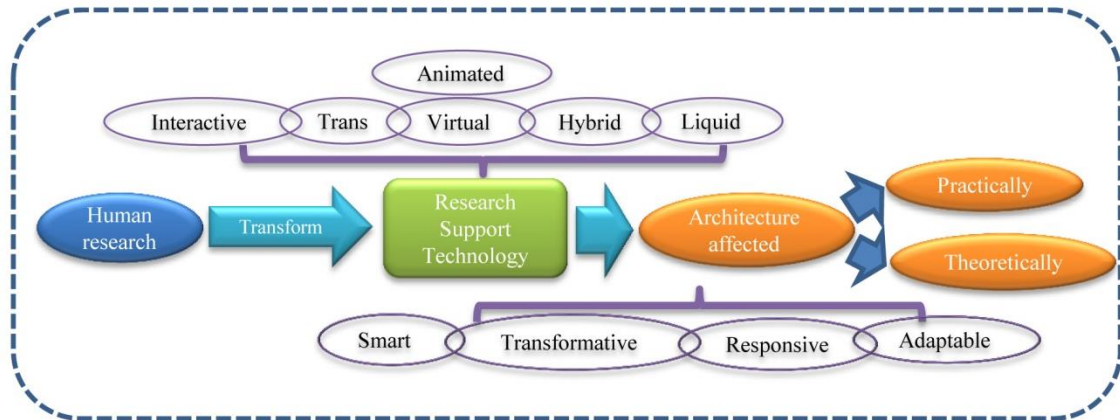 Animated
Interactive Trans Virtual Hybrid Liquid
Human
research
Transform
Research
Support
Technology
Architecture
affected
Practically
Theoretically
Smart Transformative Responsive Adaptable